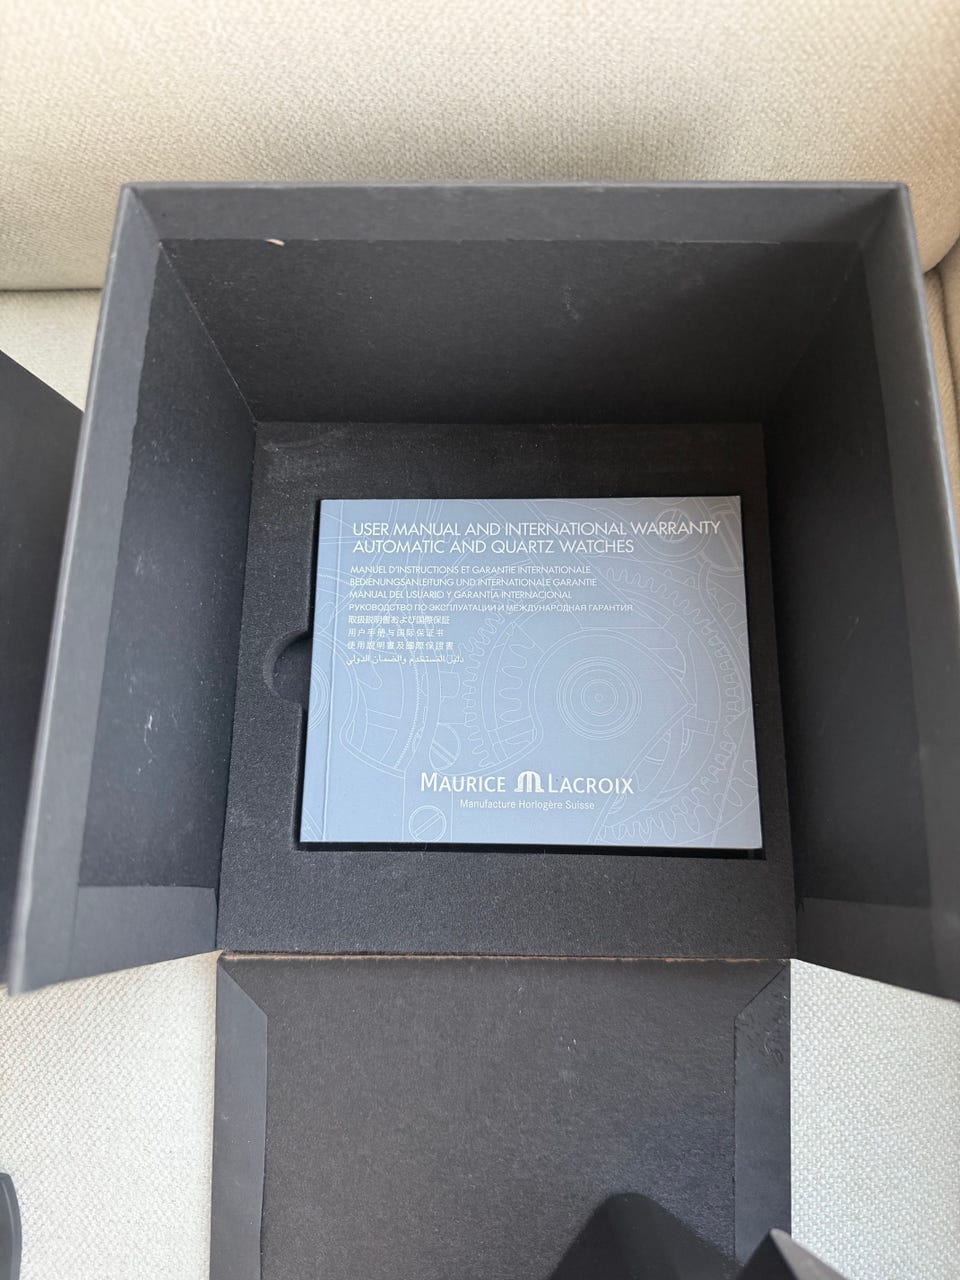 USER MANUAL AND INTERNATIONAL WARRANTY
AUTOMATIC AND QUARTZ WATCHES
MANUEL D'INSTRUCTIONS ET GARANTIE INTERNATIONALE
BEDIENUNGSANLEITUNG UND INTERNATIONALE GARANTIE
MANUAL DEL USUARIO Y GARANTÍA INTERNACIONAL
РУКОВОДСТВО ПО ЭКСПЛУАТАЦИИ И МЕЖДУНАРОДНАЯ ГАРАНТИЯ
取扱説明書および国際保証
用户手册与国际保证书
使用說明書及國際保證書
دليل المستخدم والضمان الدولي
MAURICE LACROIX
Manufacture Horlogère Suisse